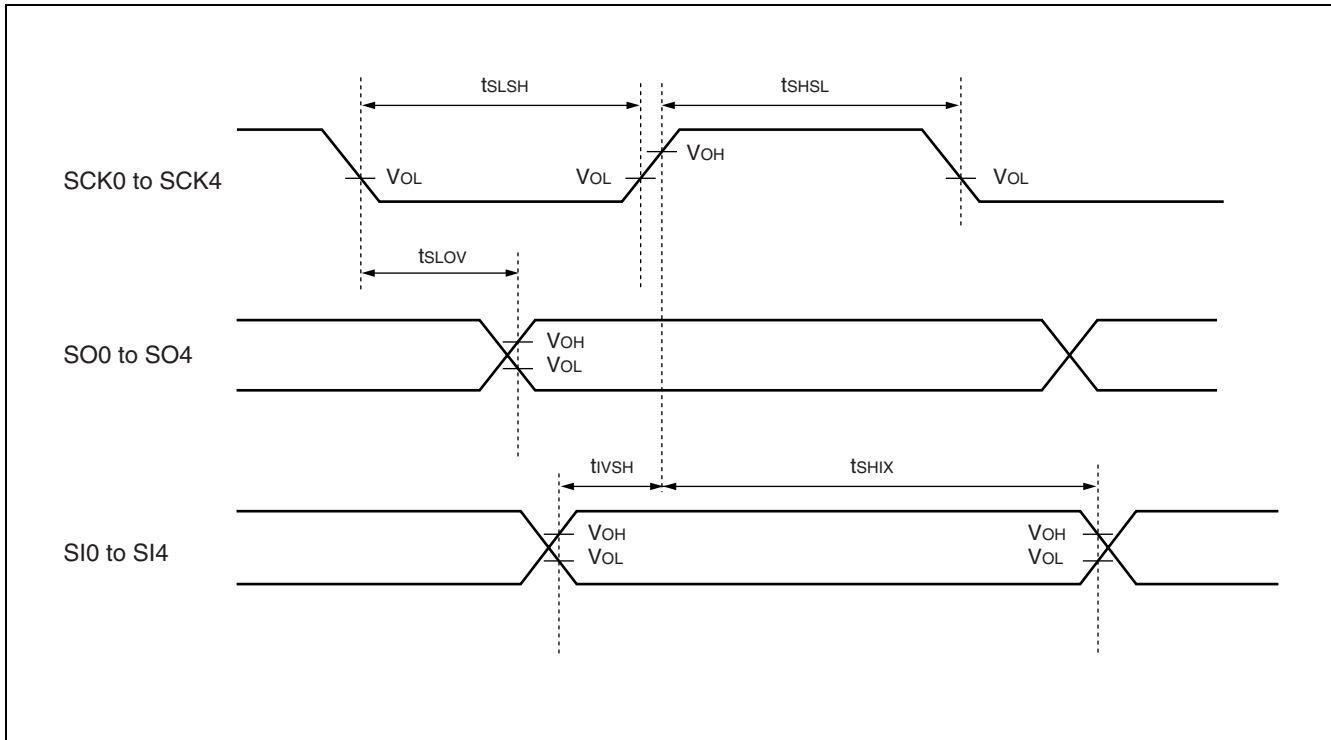 tSLSH
tSHSL
SCK0 to SCK4
VOL
VOL
VOH
VOL
tSLOV
SO0 to SO4
VOH
VOL
tIVSH
tSHIX
SI0 to SI4
VOH
VOL
VOH
VOL